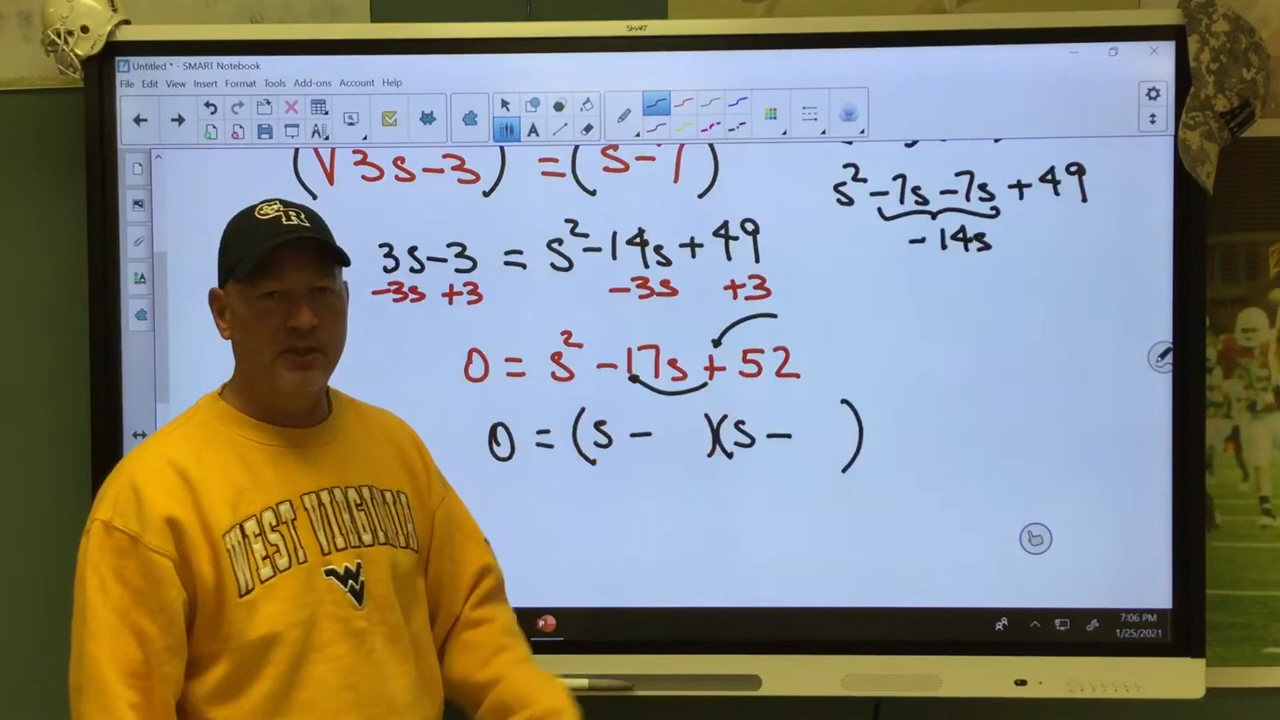 SMART
Untitled * - SMART Notebook
File Edit View Insert Format Tools Add-ons Account Help
(√3s-3) = (s-7)
s² -7s -7s + 49
-14s
3s-3 = s²-14s+49
-3s +3 -3s +3
0 = s² -17s + 52
0 = (s - )(s - )
CR
WEST VIRGINIA
WV
7:06 PM
1/25/2021